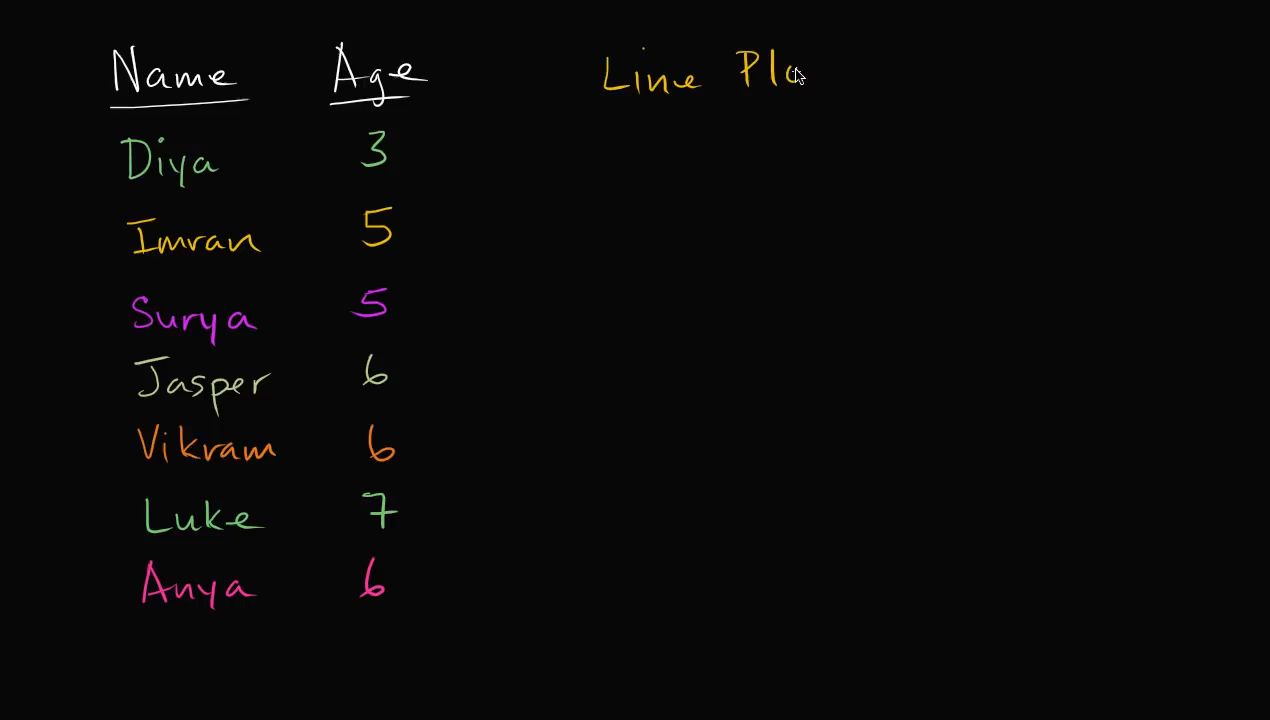 Name Age Line Plo
Diya 3
Imran 5
Surya 5
Jasper 6
Vikram 6
Luke 7
Anya 6